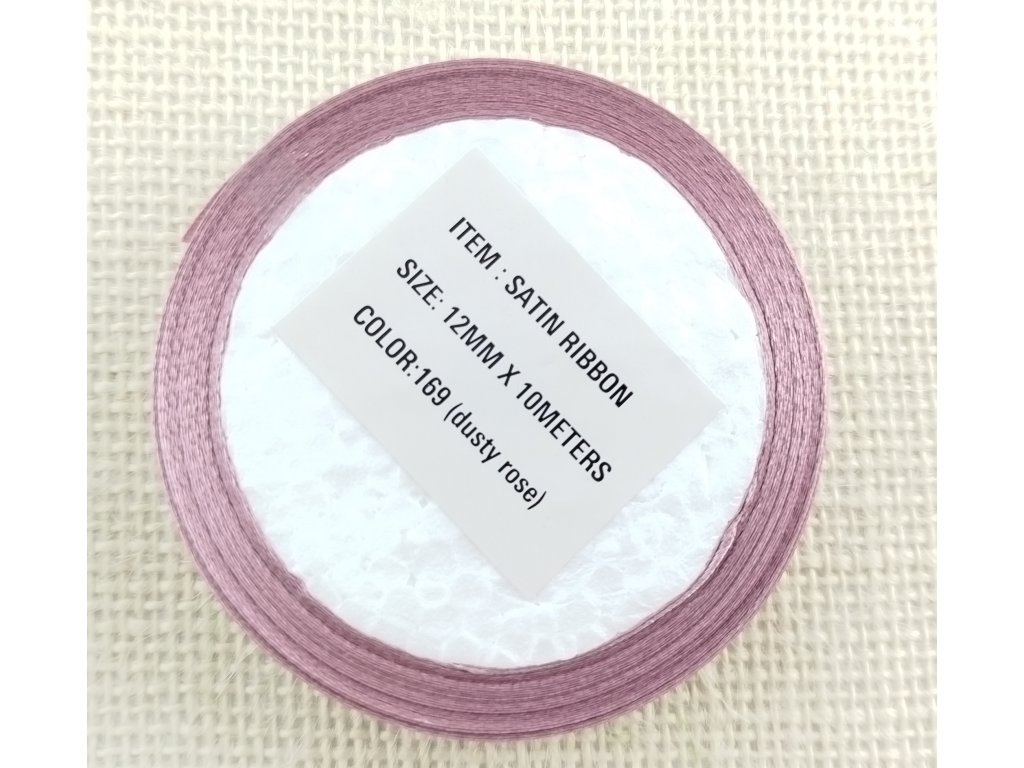 ITEM : SATIN RIBBON
SIZE: 12MM X 10METERS
COLOR:169 (dusty rose)